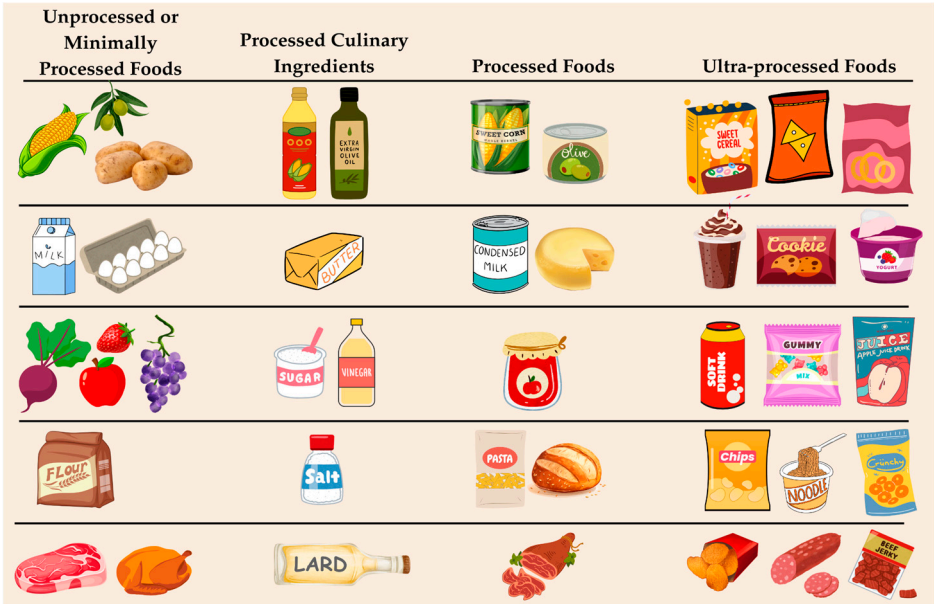 Unprocessed or
Minimally
Processed Foods
Processed Culinary
Ingredients
Processed Foods
Ultra-processed Foods
EXTRA
VIRGIN
OLIVE
OIL
SWEET CORN
olive
SWEET
CEREAL
MILK
BUTTER
CONDENSED
MILK
Cookie
YOGURT
SUGAR
VINEGAR
SOFT
DRINK
GUMMY
MIX
JUICE
APPLE JUICE DRINK
FLOUR
Salt
PASTA
Chips
NOODLE
Crunchy
LARD
BEEF
JERKY